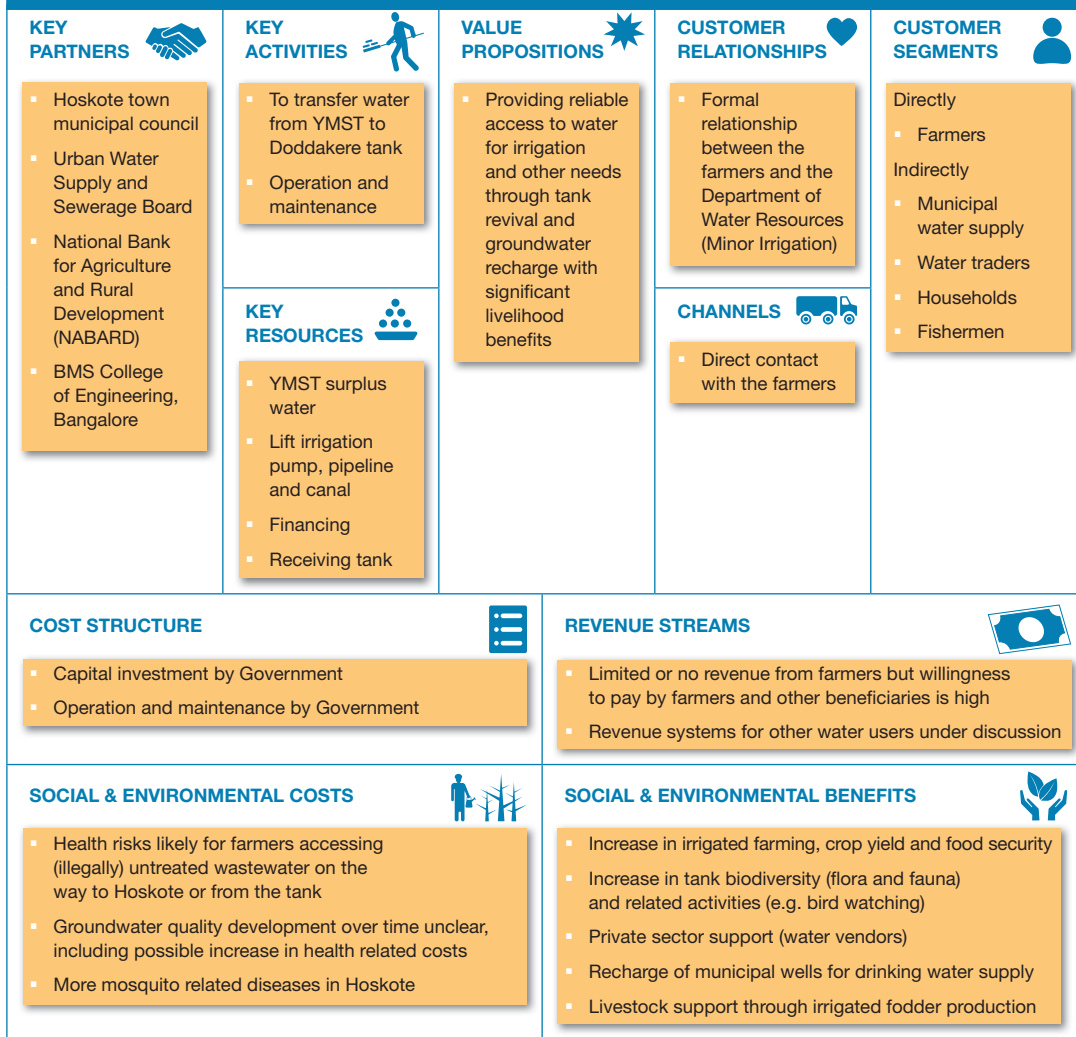 KEY
PARTNERS
Hoskote town
municipal council
Urban Water
Supply and
Sewerage Board
National Bank
for Agriculture
and Rural
Development
(NABARD)
BMS College
of Engineering,
Bangalore
KEY
ACTIVITIES
To transfer water
from YMST to
Doddakere tank
Operation and
maintenance
KEY
RESOURCES
YMST surplus
water
Lift irrigation
pump, pipeline
and canal
Financing
Receiving tank
VALUE
PROPOSITIONS
Providing reliable
access to water
for irrigation
and other needs
through tank
revival and
groundwater
recharge with
significant
livelihood
benefits
CUSTOMER
RELATIONSHIPS
Formal
relationship
between the
farmers and the
Department of
Water Resources
(Minor Irrigation)
CHANNELS
Direct contact
with the farmers
CUSTOMER
SEGMENTS
Directly
Farmers
Indirectly
Municipal
water supply
Water traders
Households
Fishermen
COST STRUCTURE
Capital investment by Government
Operation and maintenance by Government
REVENUE STREAMS
Limited or no revenue from farmers but willingness
to pay by farmers and other beneficiaries is high
Revenue systems for other water users under discussion
SOCIAL & ENVIRONMENTAL COSTS
Health risks likely for farmers accessing
(illegally) untreated wastewater on the
way to Hoskote or from the tank
Groundwater quality development over time unclear,
including possible increase in health related costs
More mosquito related diseases in Hoskote
SOCIAL & ENVIRONMENTAL BENEFITS
Increase in irrigated farming, crop yield and food security
Increase in tank biodiversity (flora and fauna)
and related activities (e.g. bird watching)
Private sector support (water vendors)
Recharge of municipal wells for drinking water supply
Livestock support through irrigated fodder production